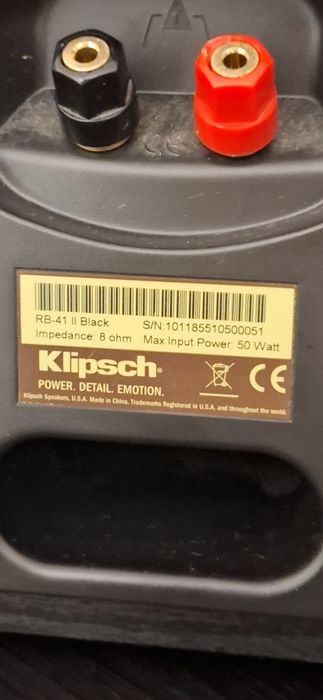 RB-41 II Black S/N:101185510500051
Impedance: 8 ohm Max Input Power: 50 Watt
Klipsch®
POWER. DETAIL. EMOTION.
Klipsch Speakers, U.S.A. Made in China, Trademarks Registered in U.S.A. and throughout the world.
CE
CE